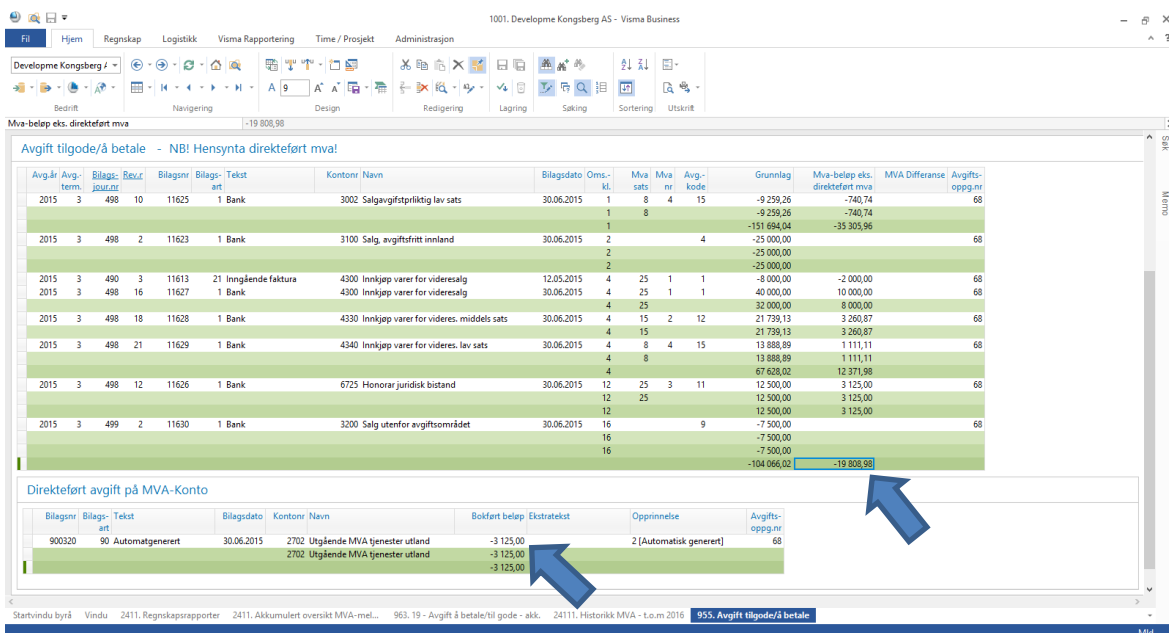 1001. Developme Kongsberg AS - Visma Business
Fil Hjem Regnskap Logistikk Visma Rapportering Time / Prosjekt Administrasjon
Developme Kongsberg A
A 9 A A
Bedrift Navigering Design Redigering Lagring Søking Sortering Utskrift
Mva-beløp eks. direkteført mva -19 808,98
Søk
Memo
Avgift tilgode/å betale - NB! Hensynta direkteført mva!
Avg.år Avg.- Bilags- Rev.r Bilagsnr Bilags- Tekst Kontonr Navn Bilagsdato Oms.- Mva Mva Avg.- Grunnlag Mva-beløp eks. MVA Differanse Avgifts-
term. jour.nr art kl. sats nr kode direkteført mva oppg.nr
2015 3 498 10 11625 1 Bank 3002 Salgavgifstprliktig lav sats 30.06.2015 1 8 4 15 -9 259,26 -740,74 68
1 8 -9 259,26 -740,74
1 -151 694,04 -35 305,96
2015 3 498 2 11623 1 Bank 3100 Salg, avgiftsfritt innland 30.06.2015 2 4 -25 000,00 68
2 -25 000,00
2 -25 000,00
2015 3 490 3 11613 21 Inngående faktura 4300 Innkjøp varer for videresalg 12.05.2015 4 25 1 1 -8 000,00 -2 000,00 68
2015 3 498 16 11627 1 Bank 4300 Innkjøp varer for videresalg 30.06.2015 4 25 1 1 40 000,00 10 000,00 68
4 25 32 000,00 8 000,00
2015 3 498 18 11628 1 Bank 4330 Innkjøp varer for videres. middels sats 30.06.2015 4 15 2 12 21 739,13 3 260,87 68
4 15 21 739,13 3 260,87
2015 3 498 21 11629 1 Bank 4340 Innkjøp varer for videres. lav sats 30.06.2015 4 8 4 15 13 888,89 1 111,11 68
4 8 13 888,89 1 111,11
4 67 628,02 12 371,98
2015 3 498 12 11626 1 Bank 6725 Honorar juridisk bistand 30.06.2015 12 25 3 11 12 500,00 3 125,00 68
12 25 12 500,00 3 125,00
12 12 500,00 3 125,00
2015 3 499 2 11630 1 Bank 3200 Salg utenfor avgiftsområdet 30.06.2015 16 9 -7 500,00 68
16 -7 500,00
16 -7 500,00
-104 066,02 -19 808,98
Direkteført avgift på MVA-Konto
Bilagsnr Bilags- Tekst Bilagsdato Kontonr Navn Bokført beløp Ekstratekst Opprinnelse Avgifts-
art oppg.nr
900320 90 Automatgenerert 30.06.2015 2702 Utgående MVA tjenester utland -3 125,00 2 [Automatisk generert] 68
2702 Utgående MVA tjenester utland -3 125,00
-3 125,00
Startvindu byrå Vindu 2411. Regnskapsrapporter 2411. Akkumulert oversikt MVA-mel... 963. 19 - Avgift å betale/til gode - akk. 24111. Historikk MVA - t.o.m 2016 955. Avgift tilgode/å betale